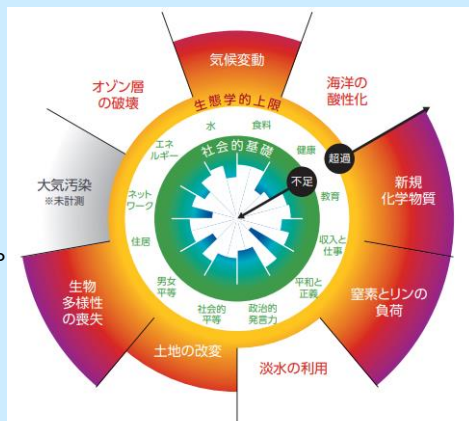 気候変動
オゾン層
の破壊
海洋の
酸性化
生態学的上限
水
食料
エネ
ルギー
健康
社会的基礎
超過
大気汚染
※未計測
不足
新規
化学物質
ネット
ワーク
教育
住居
収入と
仕事
生物
多様性
の喪失
男女
平等
平和と
正義
窒素とリンの
負荷
社会的
平等
政治的
発言力
土地の改変
淡水の利用